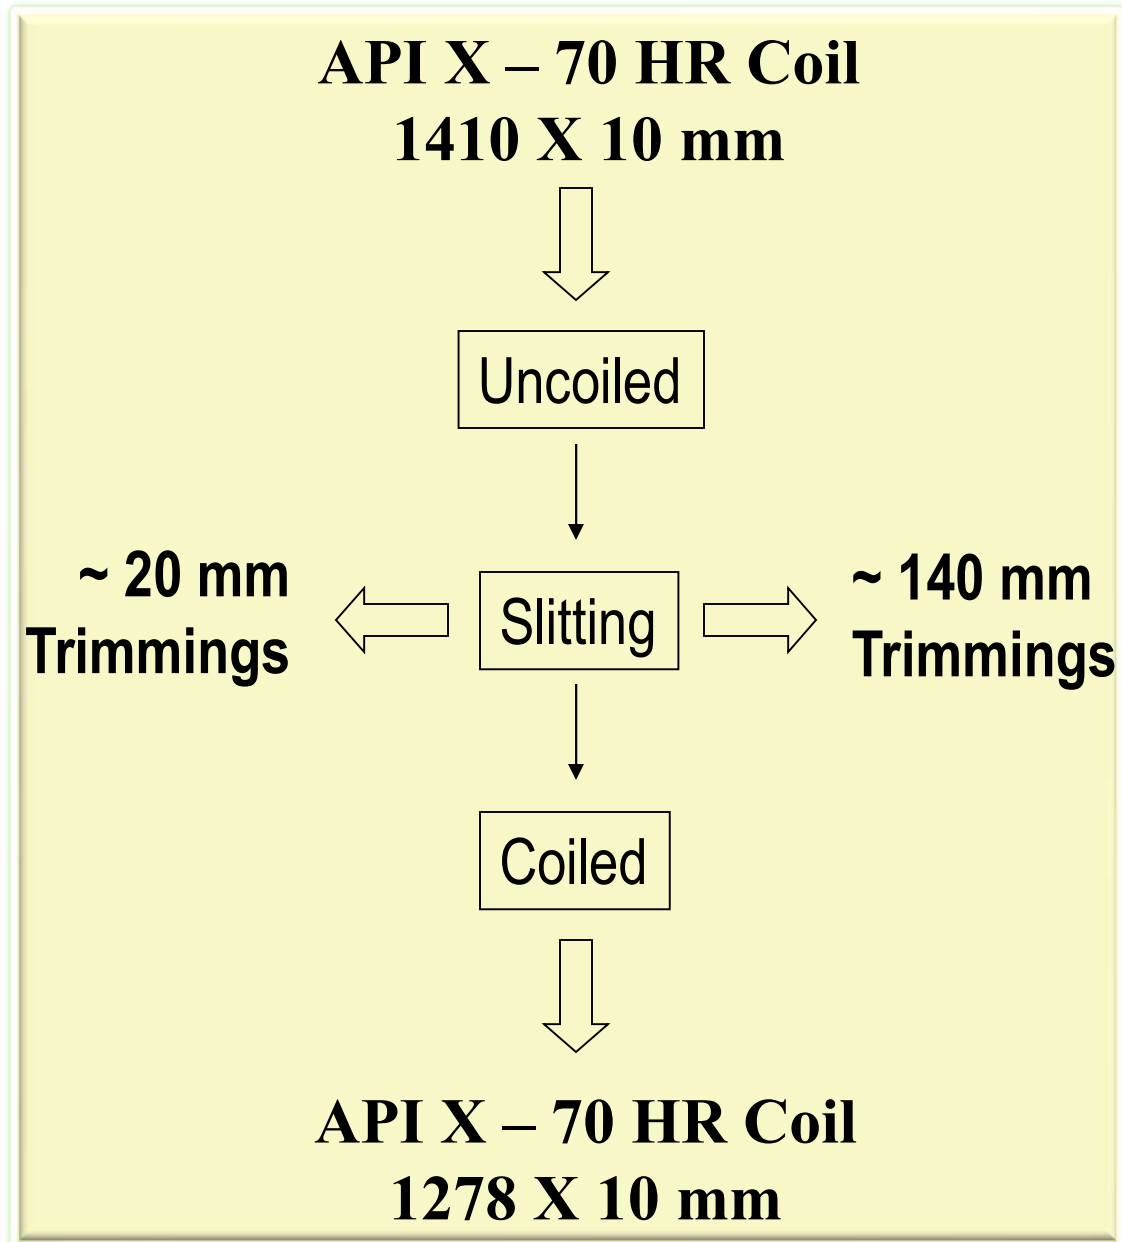 API X – 70 HR Coil
1410 X 10 mm
Uncoiled
~ 20 mm
Trimmings
Slitting
~ 140 mm
Trimmings
Coiled
API X – 70 HR Coil
1278 X 10 mm